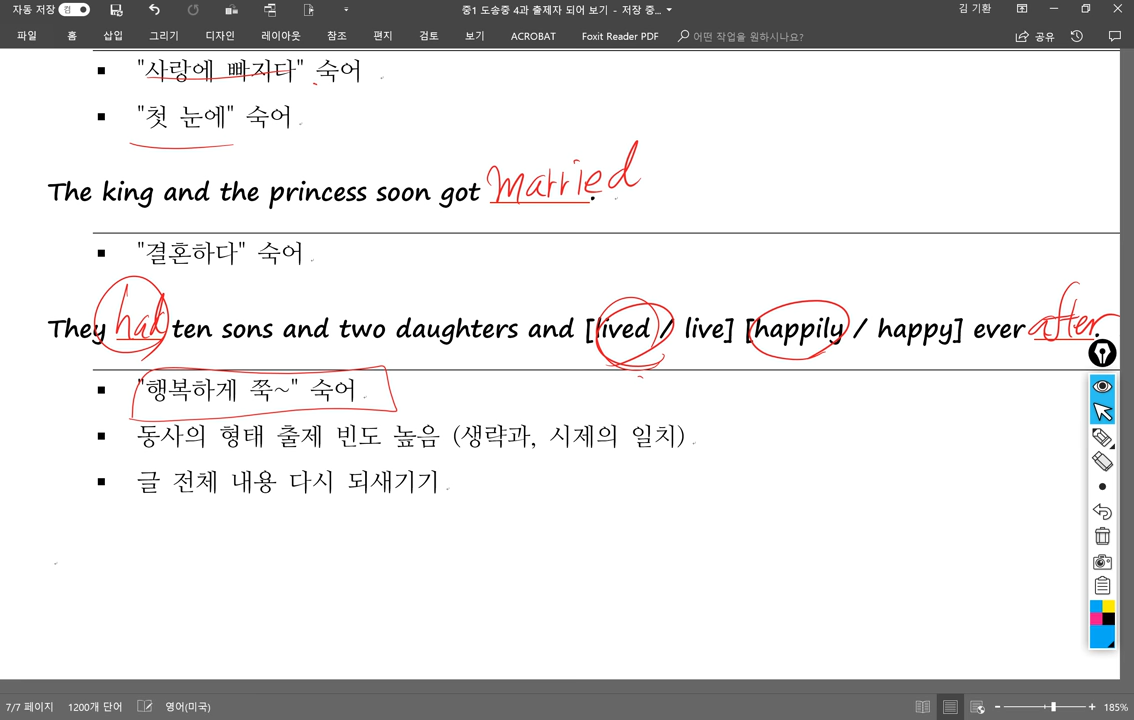 자동 저장 컴 중1 도송중 4과 출제자 되어 보기 - 저장 중... 김 기환
파일 홈 삽입 그리기 디자인 레이아웃 참조 편지 검토 보기 ACROBAT Foxit Reader PDF 어떤 작업을 원하시나요? 공유
▪ "사랑에 빠지다" 숙어
▪ "첫 눈에" 숙어
The king and the princess soon got married.
▪ "결혼하다" 숙어
They had ten sons and two daughters and [lived / live] [happily / happy] ever after.
▪ "행복하게 쭉~" 숙어
▪ 동사의 형태 출제 빈도 높음 (생략과, 시제의 일치)
▪ 글 전체 내용 다시 되새기기
7/7 페이지 1200개 단어 영어(미국) 185%